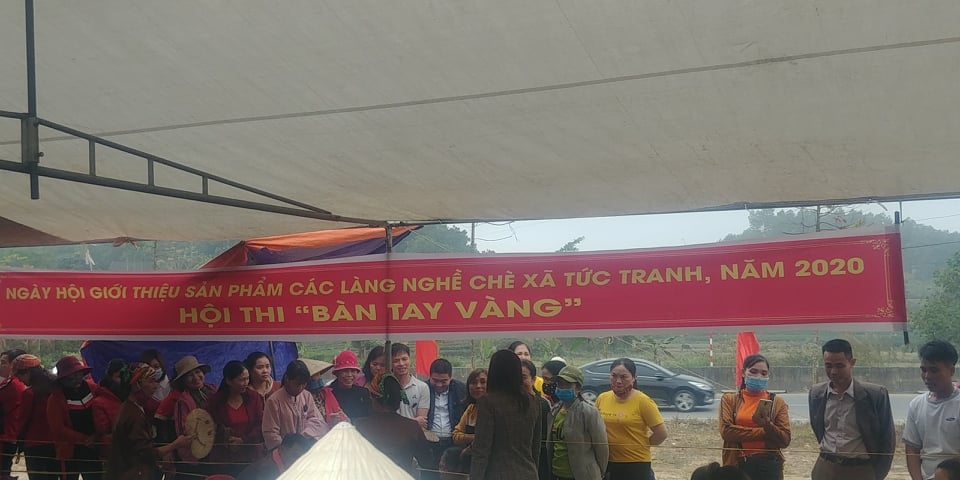 NGÀY HỘI GIỚI THIỆU SẢN PHẨM CÁC LÀNG NGHỀ CHÈ XÃ TỨC TRANH, NĂM 2020
HỘI THI "BÀN TAY VÀNG"